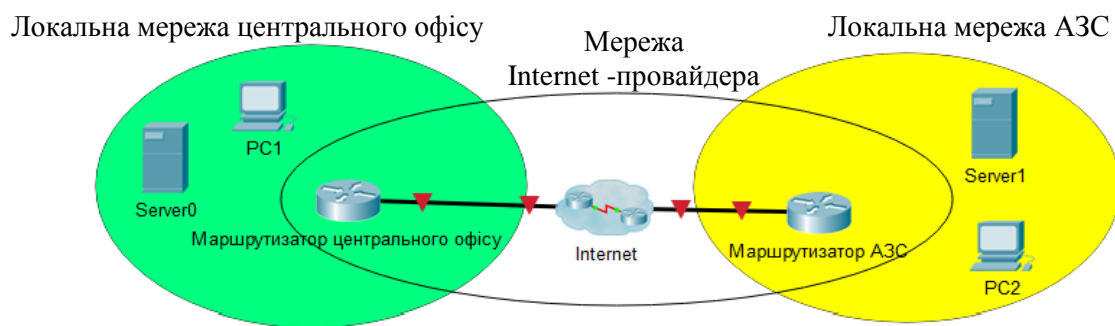 Локальна мережа центрального офісу
Мережа
Internet -провайдера
Локальна мережа АЗС
PC1
Server0
Маршрутизатор центрального офісу
Internet
Маршрутизатор АЗС
Server1
PC2